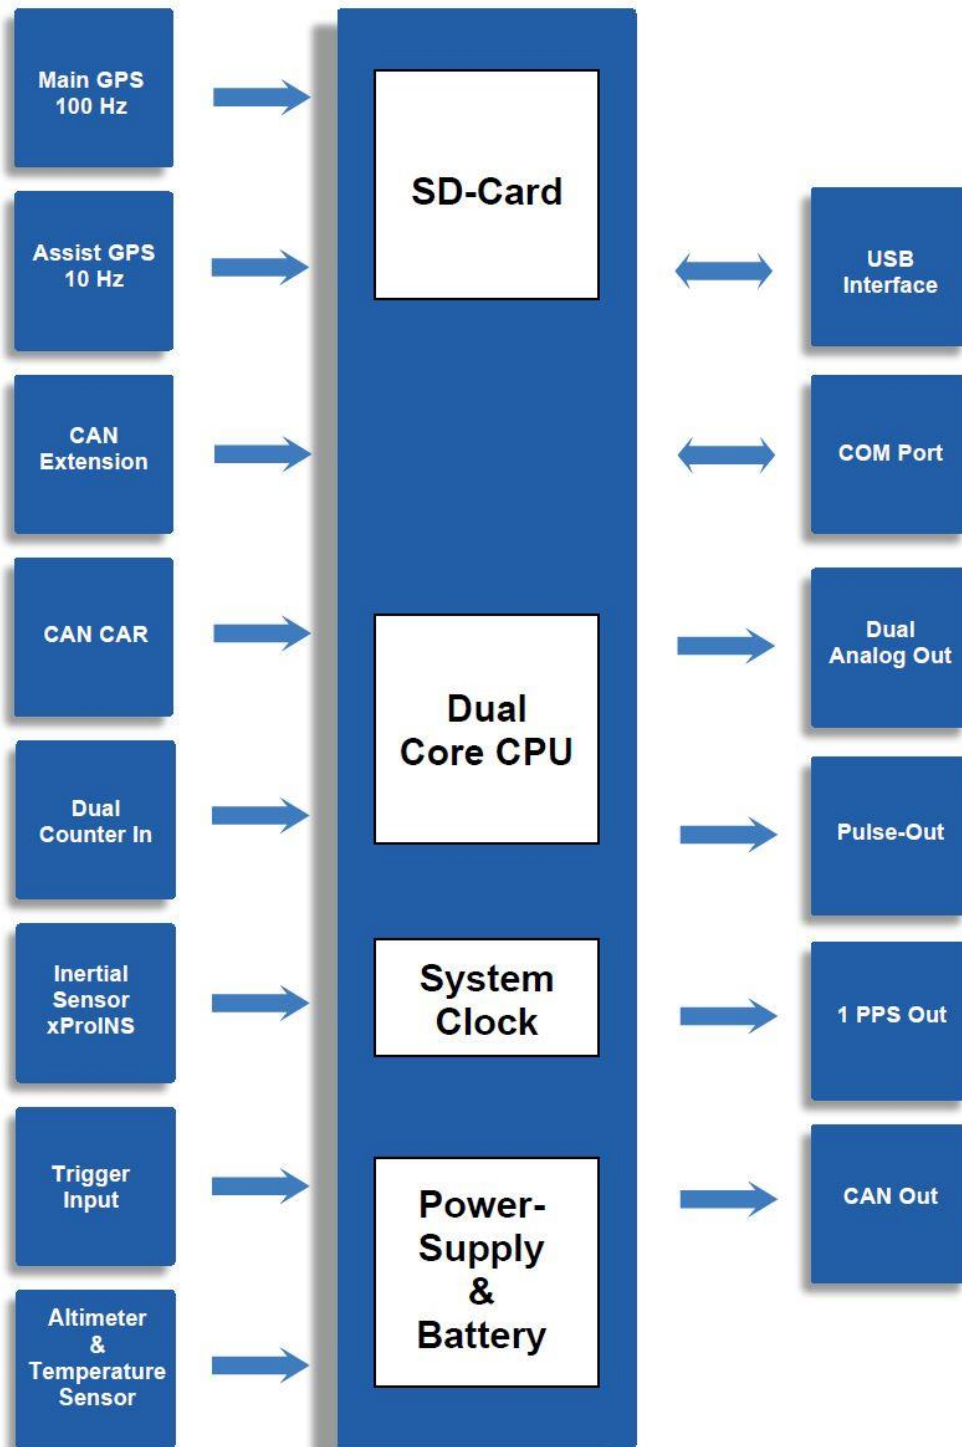 Main GPS
100 Hz
Assist GPS
10 Hz
CAN
Extension
CAN CAR
Dual
Counter In
Inertial
Sensor
xProINS
Trigger
Input
Altimeter
&
Temperature
Sensor
SD-Card
Dual
Core CPU
System
Clock
Power-
Supply
&
Battery
USB
Interface
COM Port
Dual
Analog Out
Pulse-Out
1 PPS Out
CAN Out